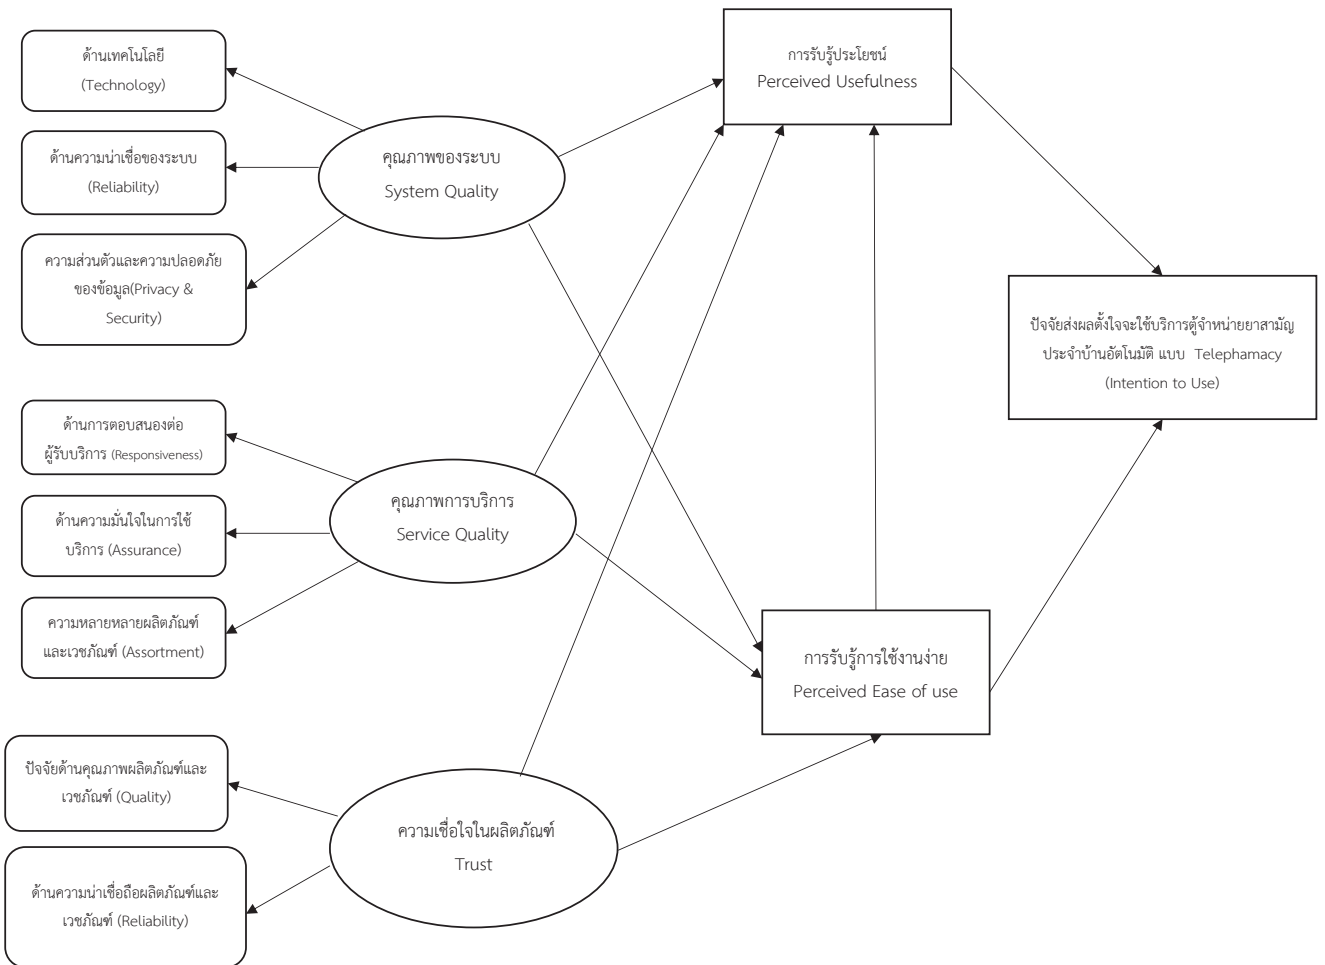 ด้านเทคโนโลยี
(Technology)
ด้านความน่าเชื่อของระบบ
(Reliability)
ความส่วนตัวและความปลอดภัย
ของข้อมูล(Privacy &
Security)
คุณภาพของระบบ
System Quality
ด้านการตอบสนองต่อ
ผู้รับบริการ (Responsiveness)
ด้านความมั่นใจในการใช้
บริการ (Assurance)
ความหลายหลายผลิตภัณฑ์
และเวชภัณฑ์ (Assortment)
คุณภาพการบริการ
Service Quality
ปัจจัยด้านคุณภาพผลิตภัณฑ์และ
เวชภัณฑ์ (Quality)
ด้านความน่าเชื่อถือผลิตภัณฑ์และ
เวชภัณฑ์ (Reliability)
ความเชื่อใจในผลิตภัณฑ์
Trust
การรับรู้ประโยชน์
Perceived Usefulness
การรับรู้การใช้งานง่าย
Perceived Ease of use
ปัจจัยส่งผลตั้งใจจะใช้บริการตู้จำหน่ายยาสามัญ
ประจำบ้านอัตโนมัติ แบบ Telephamacy
(Intention to Use)